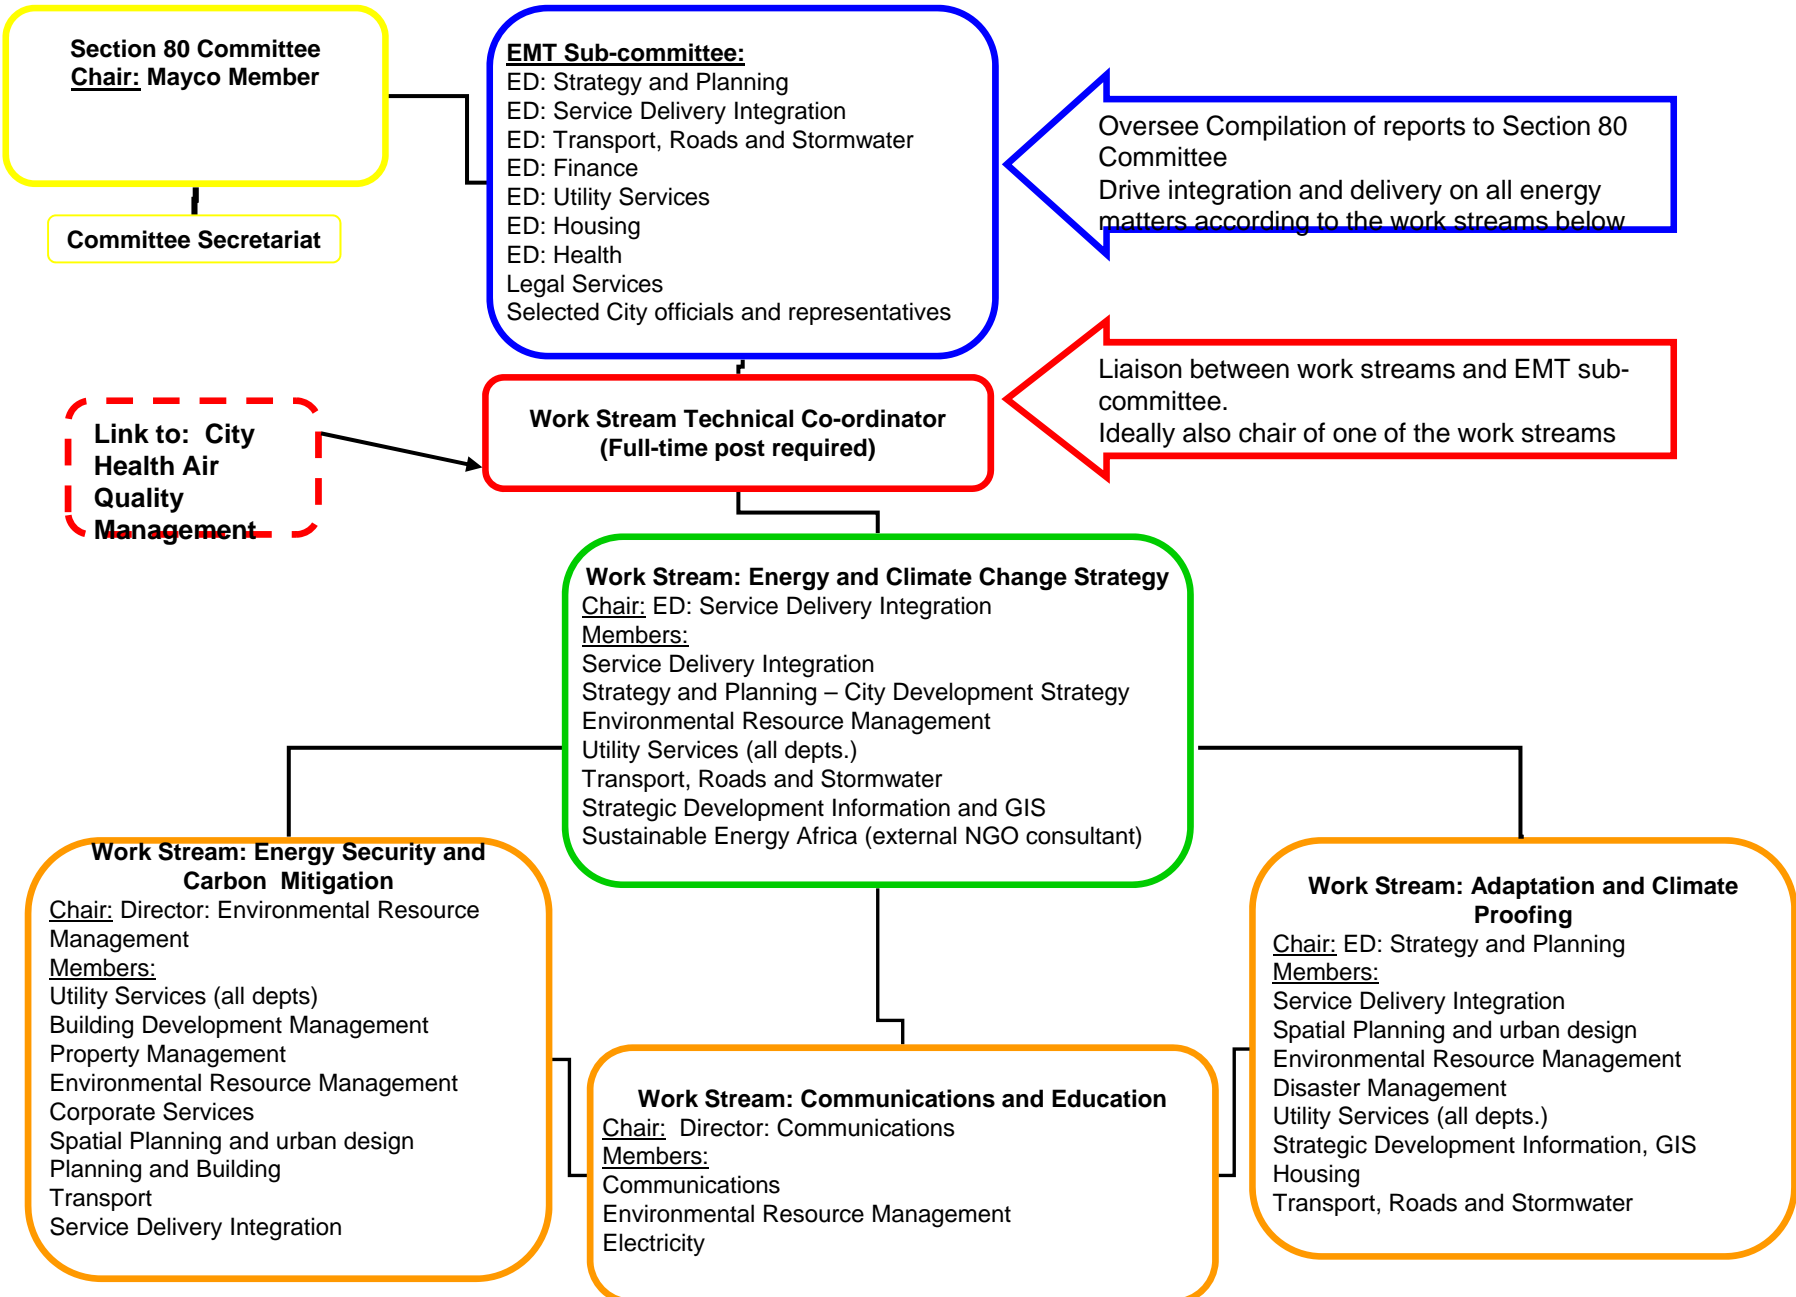 Section 80 Committee
Chair: Mayco Member
Committee Secretariat
EMT Sub-committee:
ED: Strategy and Planning
ED: Service Delivery Integration
ED: Transport, Roads and Stormwater
ED: Finance
ED: Utility Services
ED: Housing
ED: Health
Legal Services
Selected City officials and representatives
Oversee Compilation of reports to Section 80
Committee
Drive integration and delivery on all energy
matters according to the work streams below
Liaison between work streams and EMT sub-
committee.
Ideally also chair of one of the work streams
Link to: City
Health Air
Quality
Management
Work Stream Technical Co-ordinator
(Full-time post required)
Work Stream: Energy and Climate Change Strategy
Chair: ED: Service Delivery Integration
Members:
Service Delivery Integration
Strategy and Planning – City Development Strategy
Environmental Resource Management
Utility Services (all depts.)
Transport, Roads and Stormwater
Strategic Development Information and GIS
Sustainable Energy Africa (external NGO consultant)
Work Stream: Energy Security and
Carbon Mitigation
Chair: Director: Environmental Resource
Management
Members:
Utility Services (all depts)
Building Development Management
Property Management
Environmental Resource Management
Corporate Services
Spatial Planning and urban design
Planning and Building
Transport
Service Delivery Integration
Work Stream: Communications and Education
Chair: Director: Communications
Members:
Communications
Environmental Resource Management
Electricity
Work Stream: Adaptation and Climate
Proofing
Chair: ED: Strategy and Planning
Members:
Service Delivery Integration
Spatial Planning and urban design
Environmental Resource Management
Disaster Management
Utility Services (all depts.)
Strategic Development Information, GIS
Housing
Transport, Roads and Stormwater